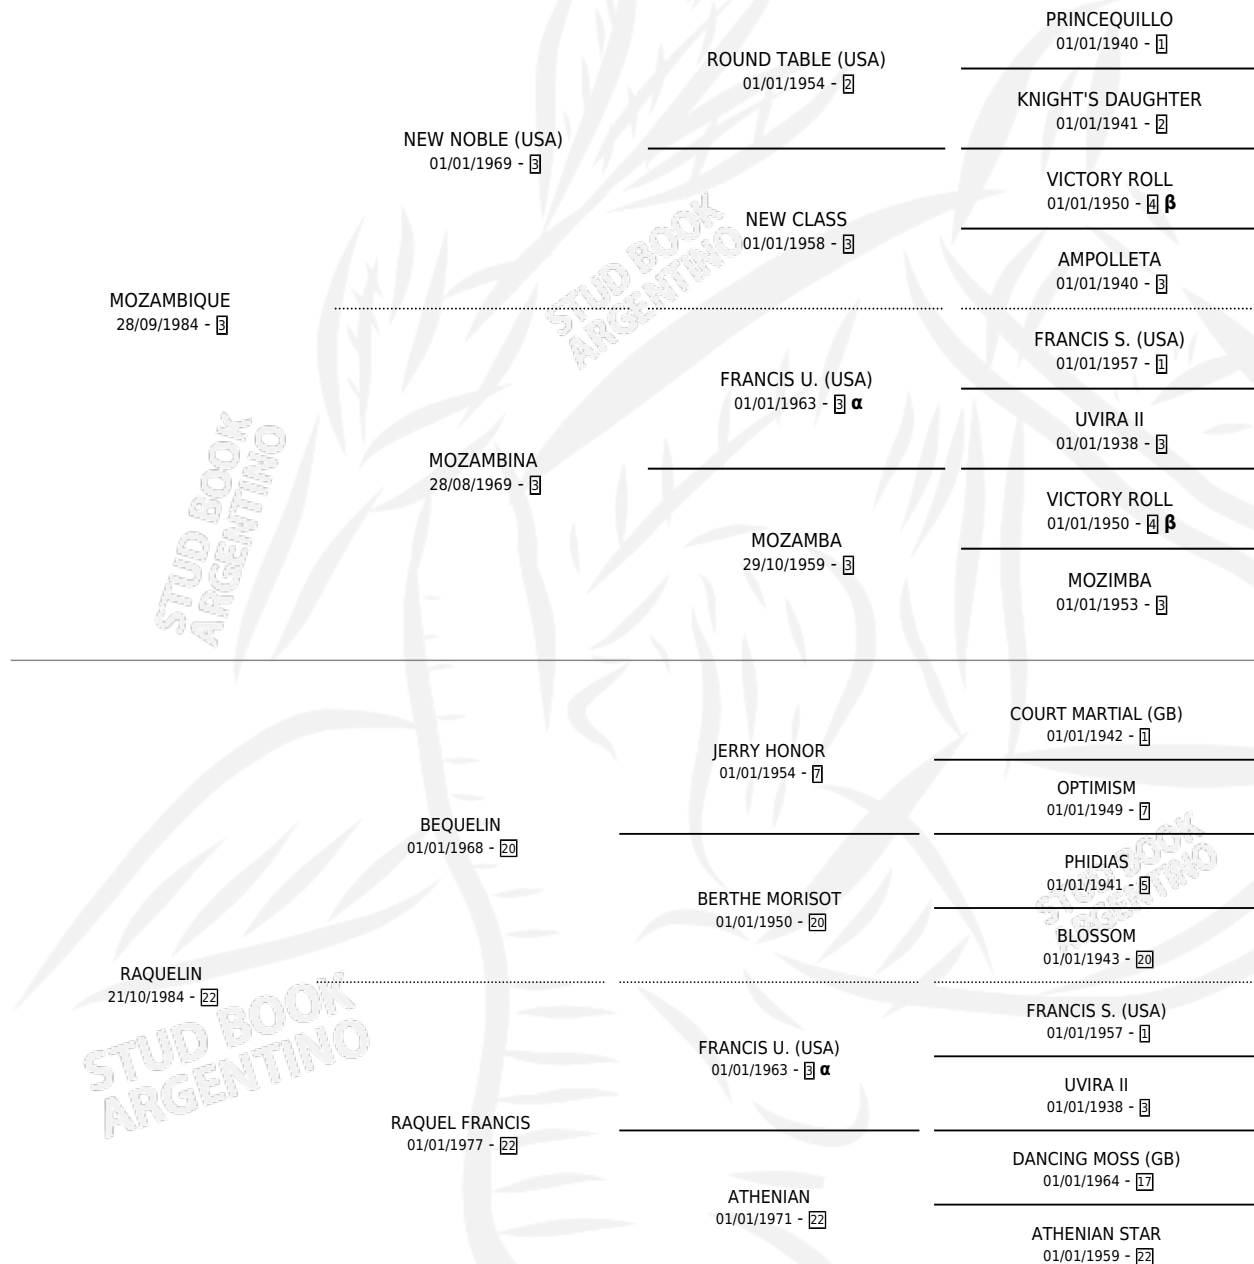 PRINCEQUILLO
01/01/1940 - 1
ROUND TABLE (USA)
01/01/1954 - 2
KNIGHT'S DAUGHTER
01/01/1941 - 2
NEW NOBLE (USA)
01/01/1969 - 3
VICTORY ROLL
01/01/1950 - 4 β
NEW CLASS
01/01/1958 - 3
AMPOLLETA
01/01/1940 - 3
MOZAMBIQUE
28/09/1984 - 3
FRANCIS S. (USA)
01/01/1957 - 1
FRANCIS U. (USA)
01/01/1963 - 3 α
UVIRA II
01/01/1938 - 3
MOZAMBINA
28/08/1969 - 3
VICTORY ROLL
01/01/1950 - 4 β
MOZAMBA
29/10/1959 - 3
MOZIMBA
01/01/1953 - 3
COURT MARTIAL (GB)
01/01/1942 - 1
JERRY HONOR
01/01/1954 - 7
OPTIMISM
01/01/1949 - 7
BEQUELIN
01/01/1968 - 20
PHIDIAS
01/01/1941 - 5
BERTHE MORISOT
01/01/1950 - 20
BLOSSOM
01/01/1943 - 20
RAQUELIN
21/10/1984 - 22
FRANCIS S. (USA)
01/01/1957 - 1
FRANCIS U. (USA)
01/01/1963 - 3 α
UVIRA II
01/01/1938 - 3
RAQUEL FRANCIS
01/01/1977 - 22
DANCING MOSS (GB)
01/01/1964 - 17
ATHENIAN
01/01/1971 - 22
ATHENIAN STAR
01/01/1959 - 22
STUD BOOK
ARGENTINO
STUD BOOK
ARGENTINO
STUD BOOK
ARGENTINO
STUD BOOK
ARGENTINO